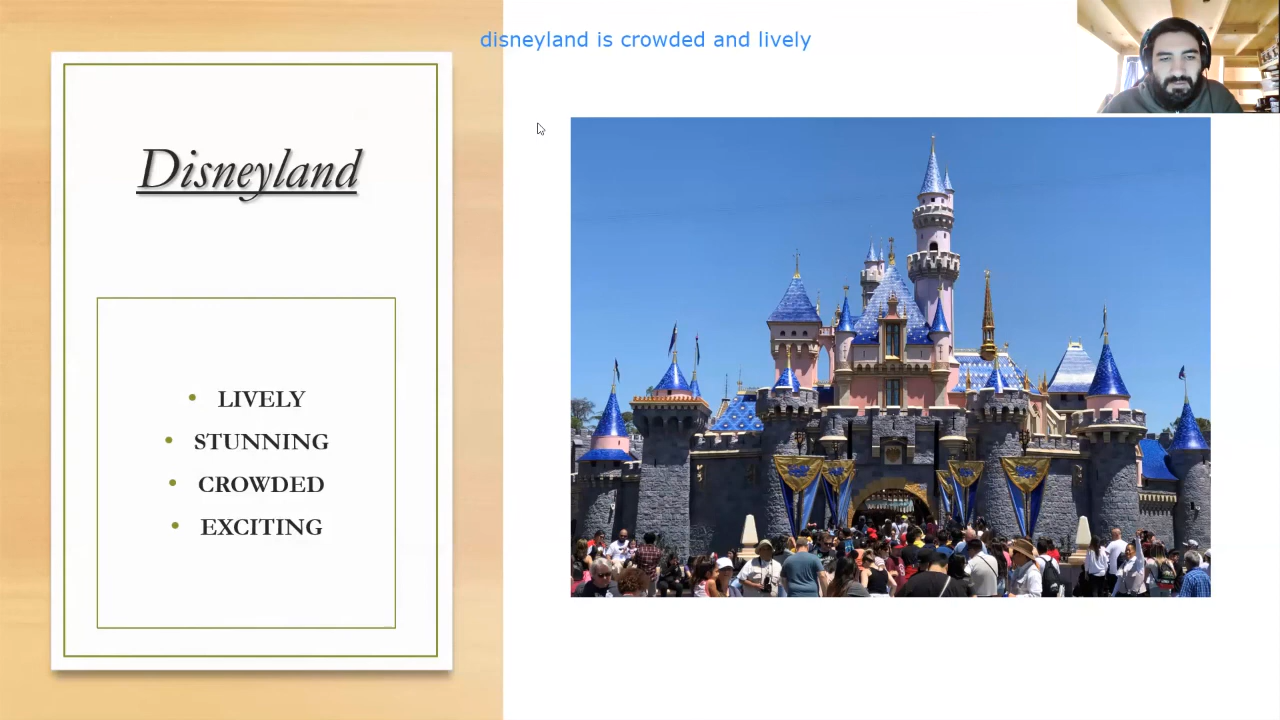 disneyland is crowded and lively
Disneyland
• LIVELY
• STUNNING
• CROWDED
• EXCITING